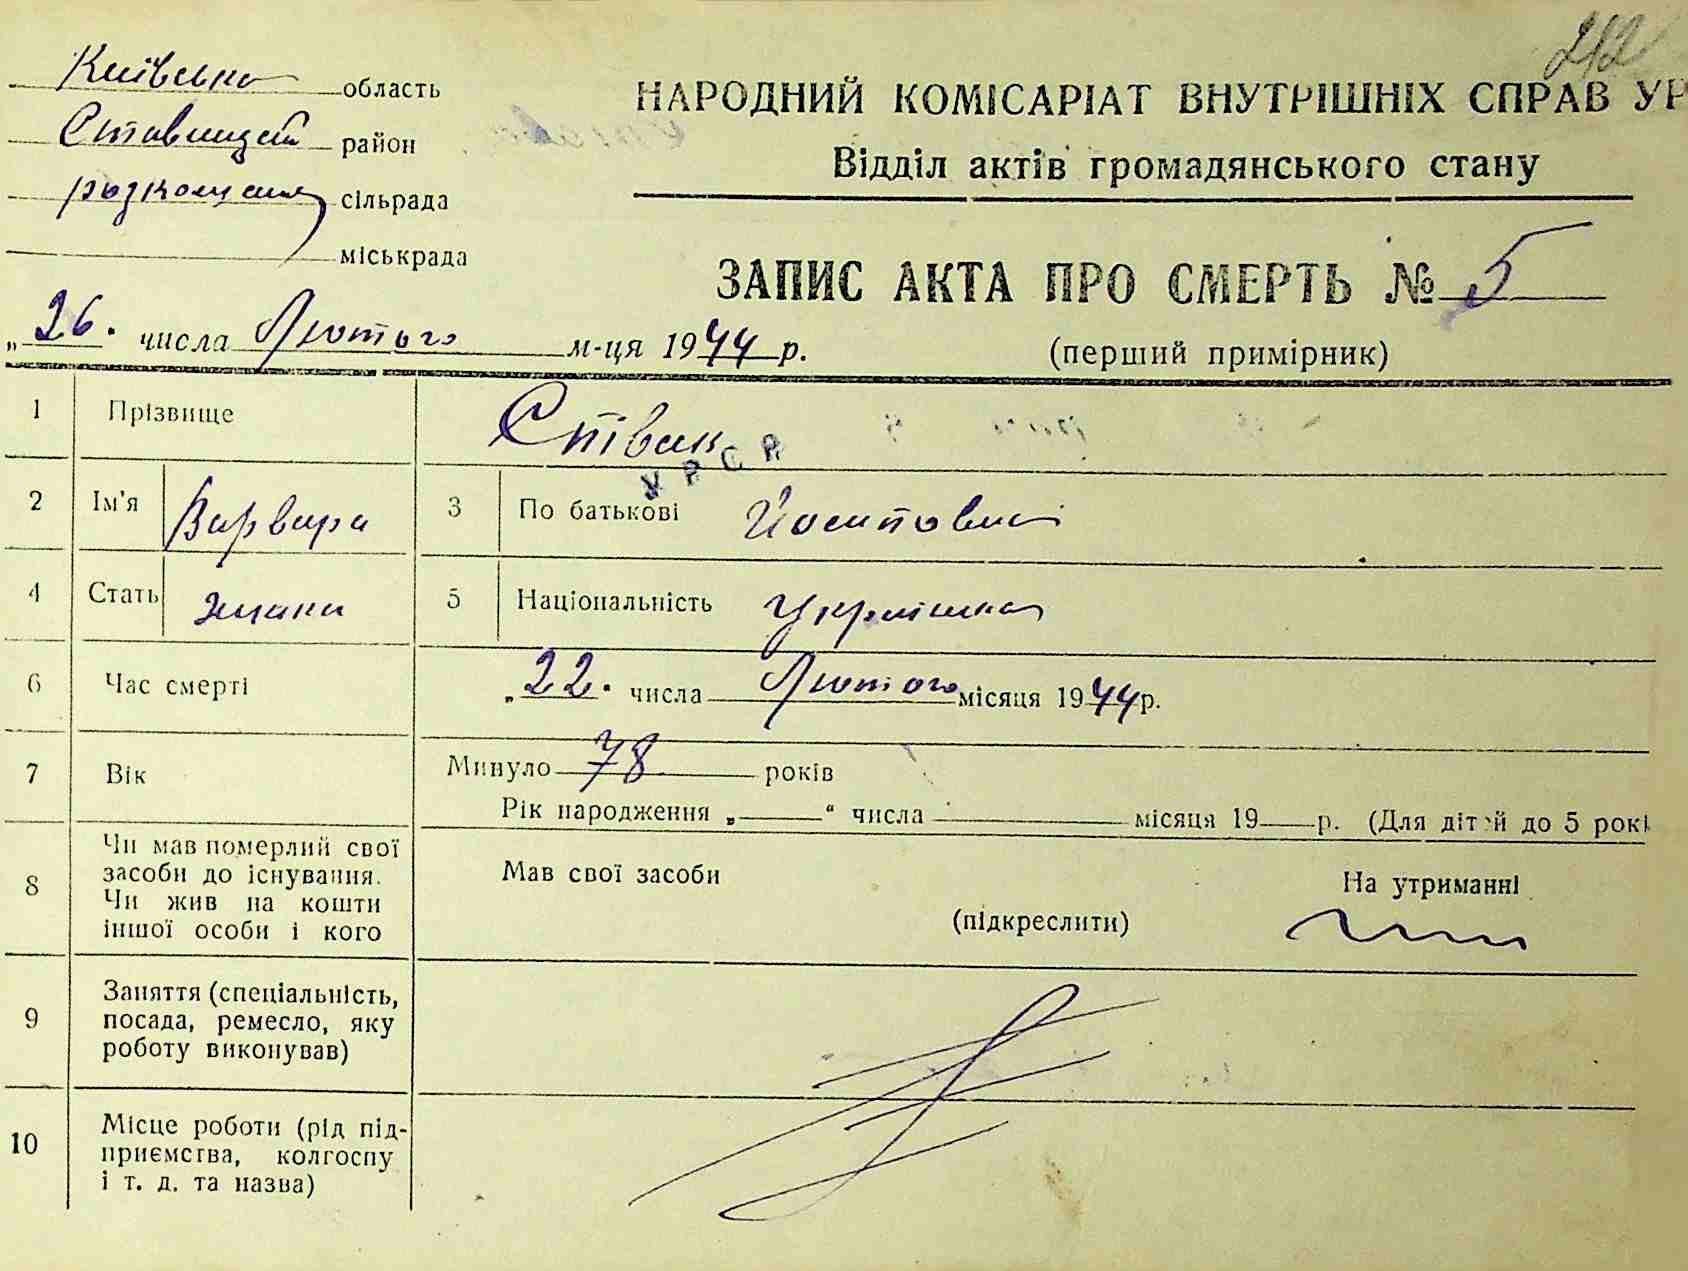 212
Київська область
НАРОДНИЙ КОМІСАРІАТ ВНУТРІШНІХ СПРАВ УР
Ставищен район
Відділ актів громадянського стану
розкошна сільрада
міськрада
ЗАПИС АКТА ПРО СМЕРТЬ № 5
„26. числа Лютого м-ця 1944 р.
(перший примірник)
1 Прізвище Співак
УРСР
2 Ім'я Варвара 3 По батькові Йосиповна
4 Стать 5 Національність Українка
6 Час смерті „22. числа Лютого місяця 1944 р.
7 Вік Минуло 78 років
Рік народження „ “ числа місяця 19 р. (Для дітей до 5 рокі
8 Чи мав померлий свої засоби до існування. Чи жив на кошти іншої особи і кого
Мав свої засоби
(підкреслити)
На утриманні
9 Заняття (спеціальність, посада, ремесло, яку роботу виконував)
10 Місце роботи (рід підприємства, колгоспу і т. д. та назва)